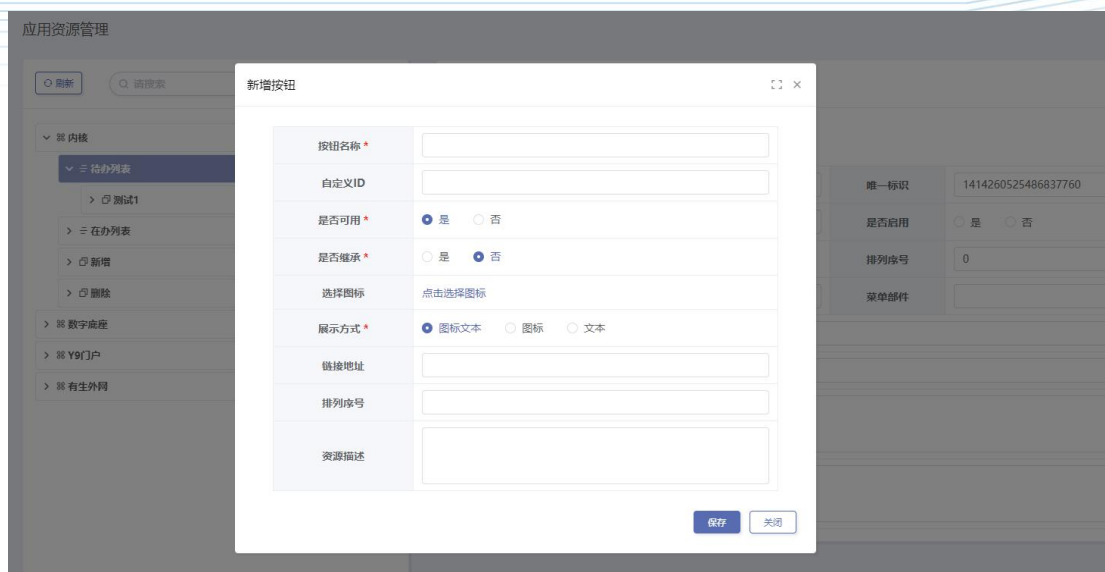 应用资源管理
刷新
请搜索
内核
待办列表
测试1
在办列表
新增
删除
数字底座
Y9门户
有生外网
新增按钮
按钮名称 *
自定义ID
是否可用 * 是 否
是否继承 * 是 否
选择图标 点击选择图标
展示方式 * 图标文本 图标 文本
链接地址
排列序号
资源描述
保存 关闭
唯一标识 1414260525486837760
是否启用 是 否
排列序号 0
菜单部件